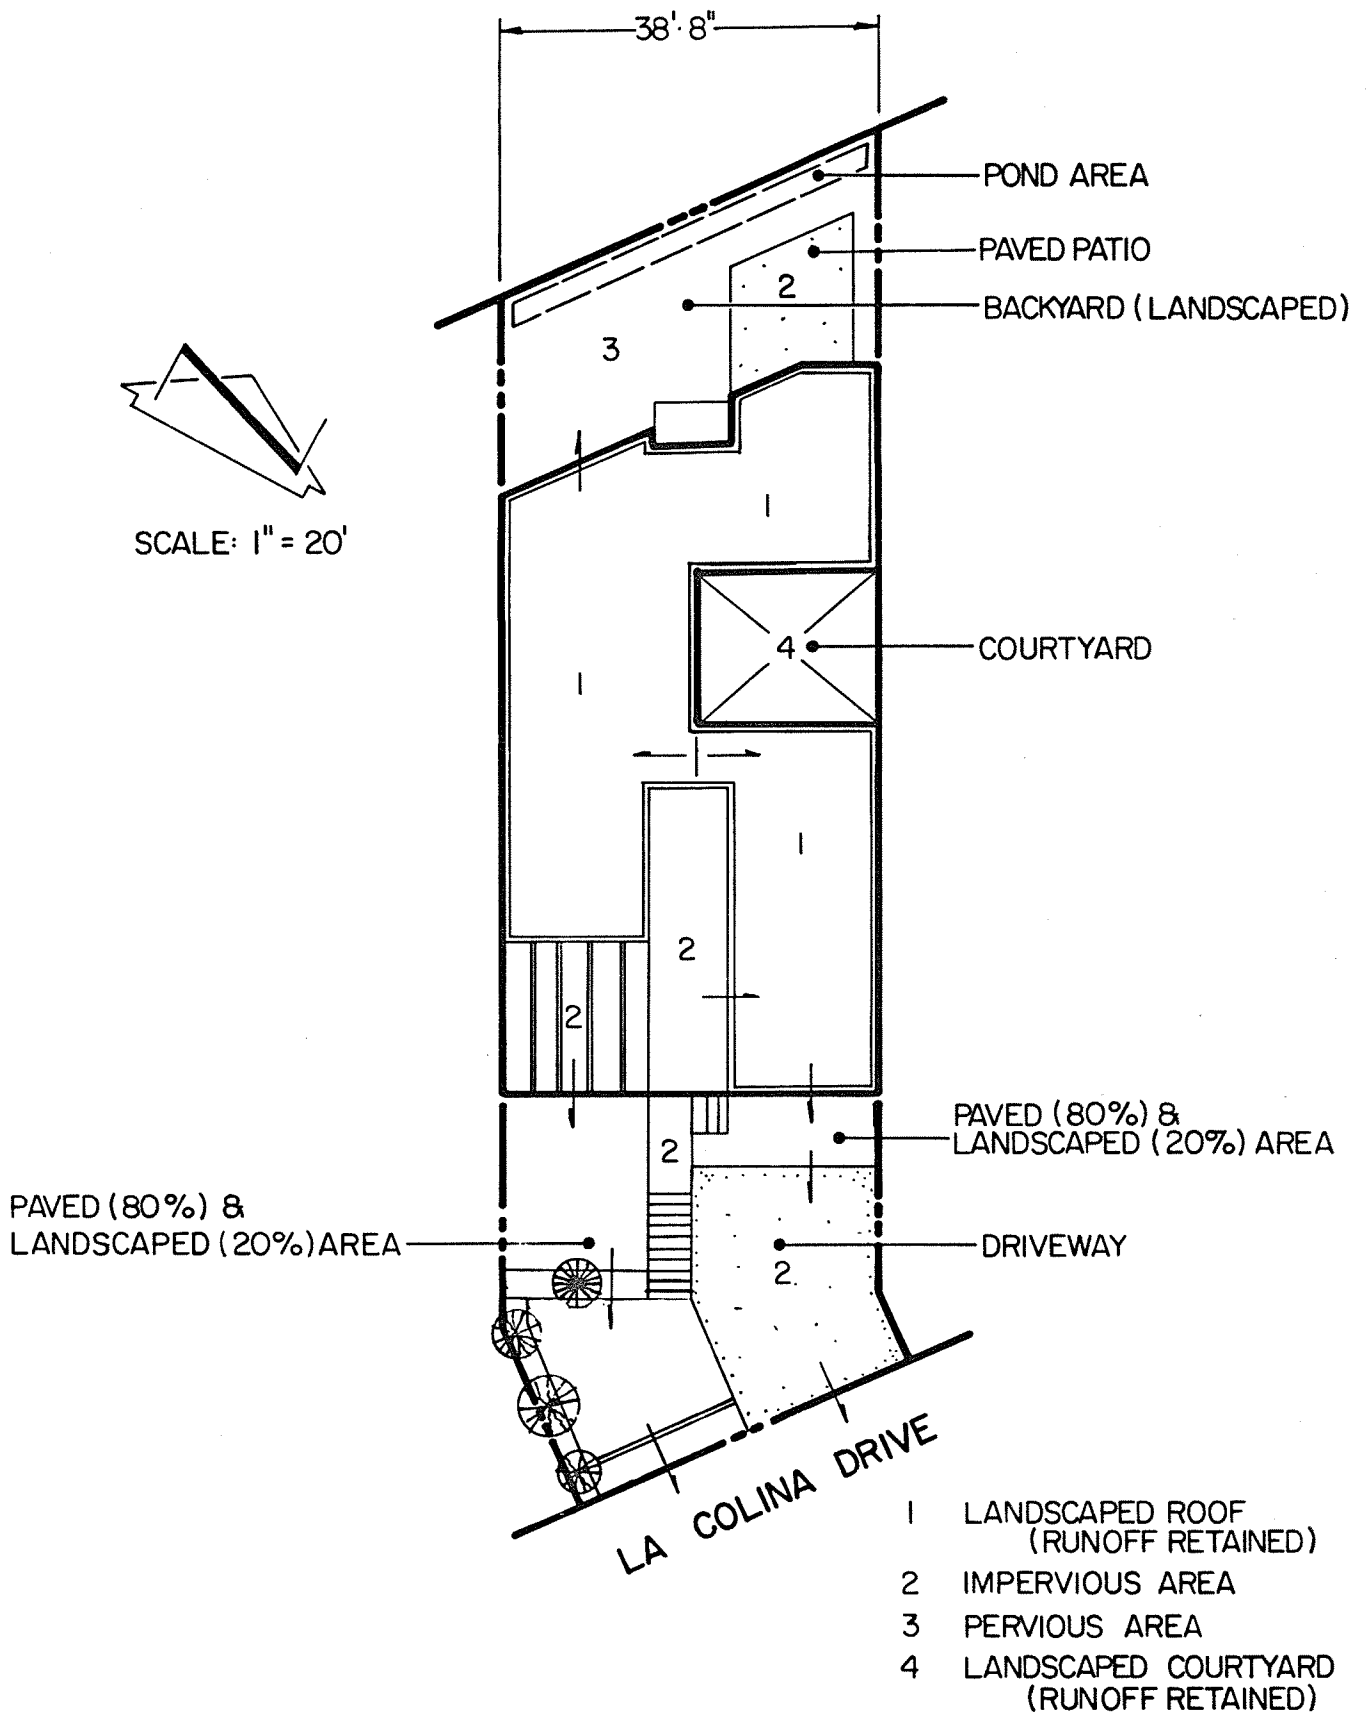 38'·8"
POND AREA
PAVED PATIO
2
BACKYARD (LANDSCAPED)
3
SCALE: 1" = 20'
1
4
COURTYARD
1
1
2
2
PAVED (80%) &
LANDSCAPED (20%) AREA
2
PAVED (80%) &
LANDSCAPED (20%) AREA
DRIVEWAY
2
LA COLINA DRIVE
1 LANDSCAPED ROOF
(RUNOFF RETAINED)
2 IMPERVIOUS AREA
3 PERVIOUS AREA
4 LANDSCAPED COURTYARD
(RUNOFF RETAINED)